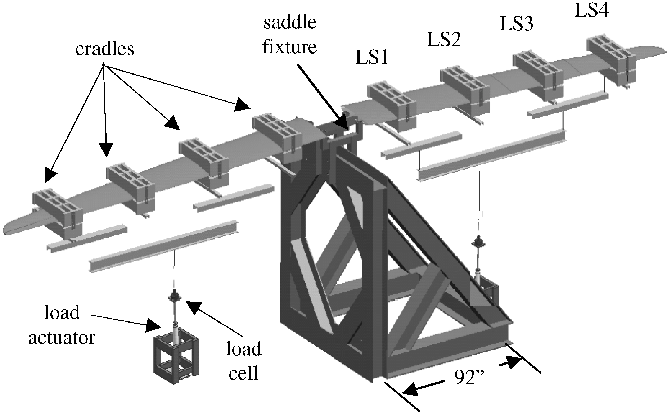 cradles
saddle
fixture
LS1
LS2
LS3
LS4
load
actuator
load
cell
92”